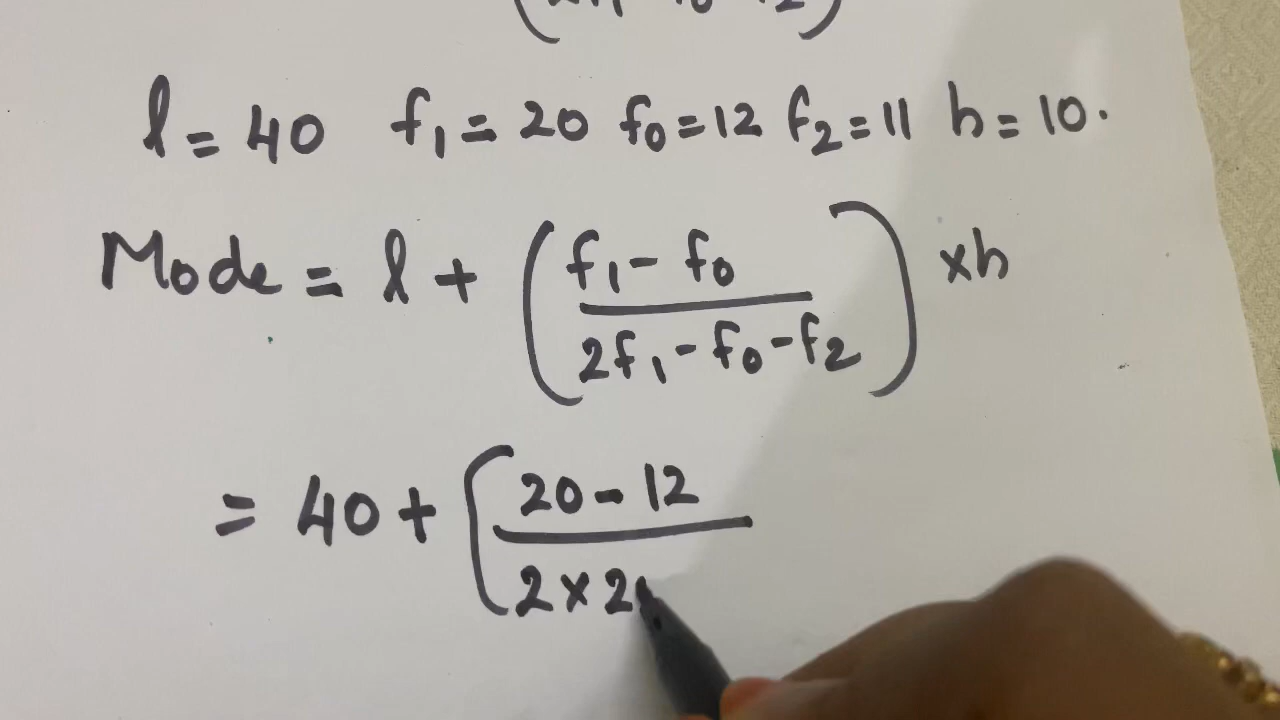 l = 40 f₁ = 20 f₀ = 12 f₂ = 11 h = 10.
Mode = l + (f₁ - f₀ / 2f₁ - f₀ - f₂) × h
= 40 + (20 - 12 / 2 × 2